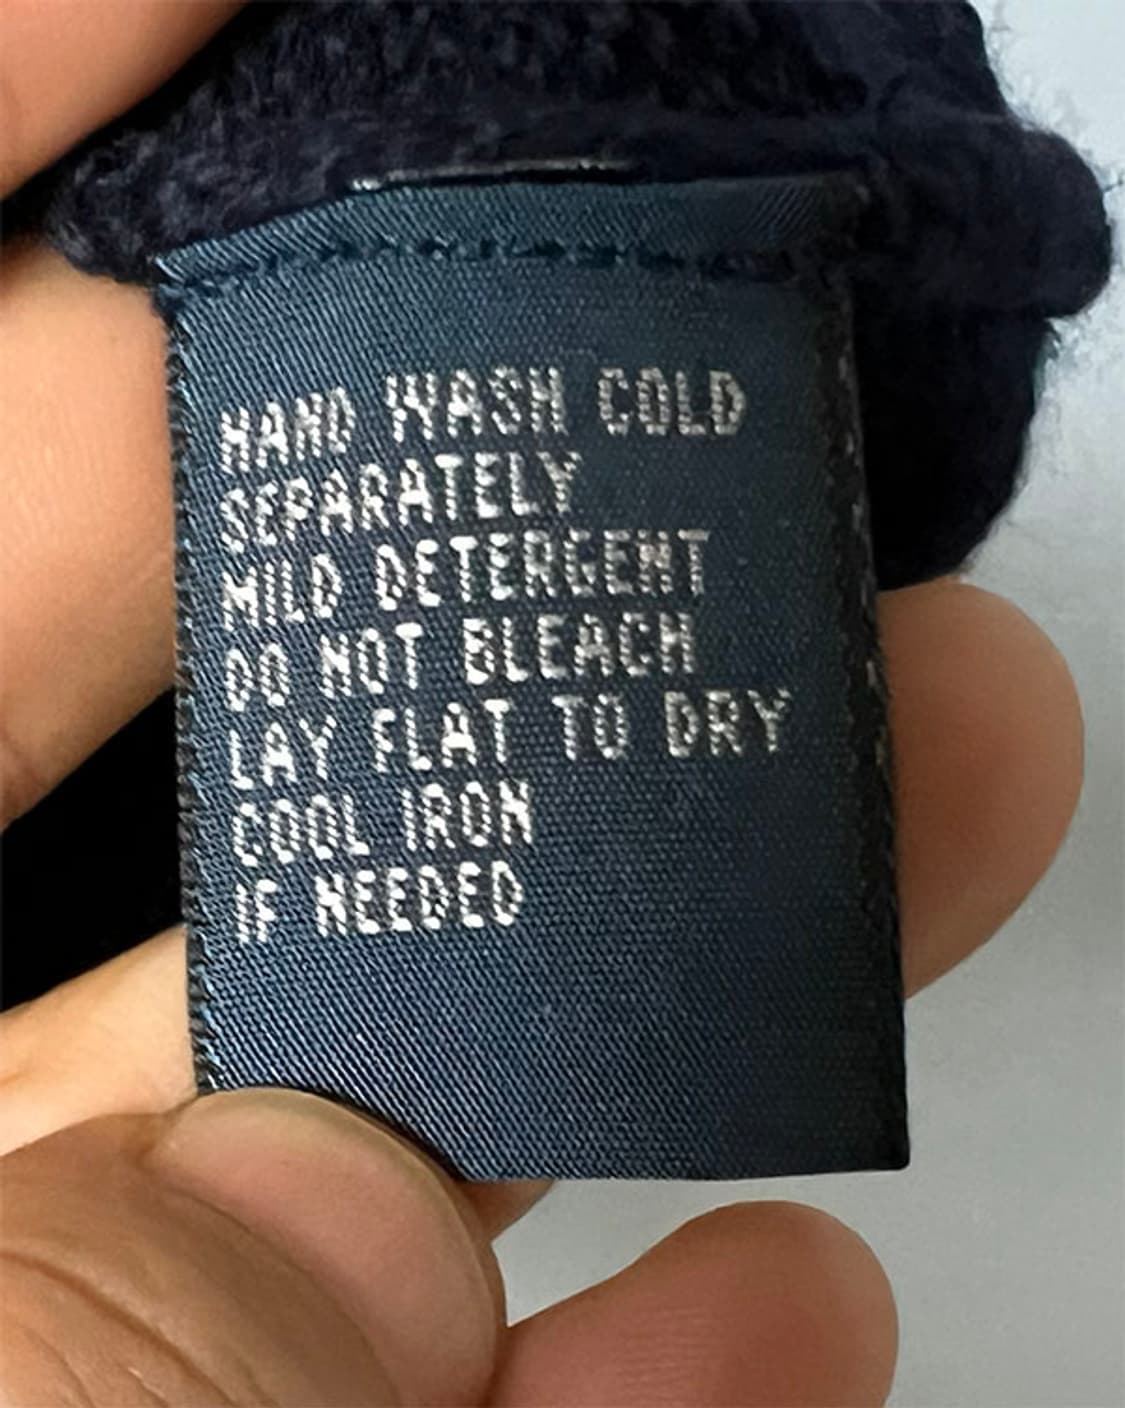 HAND WASH COLD
SEPARATELY
MILD DETERGENT
DO NOT BLEACH
LAY FLAT TO DRY
COOL IRON
IF NEEDED